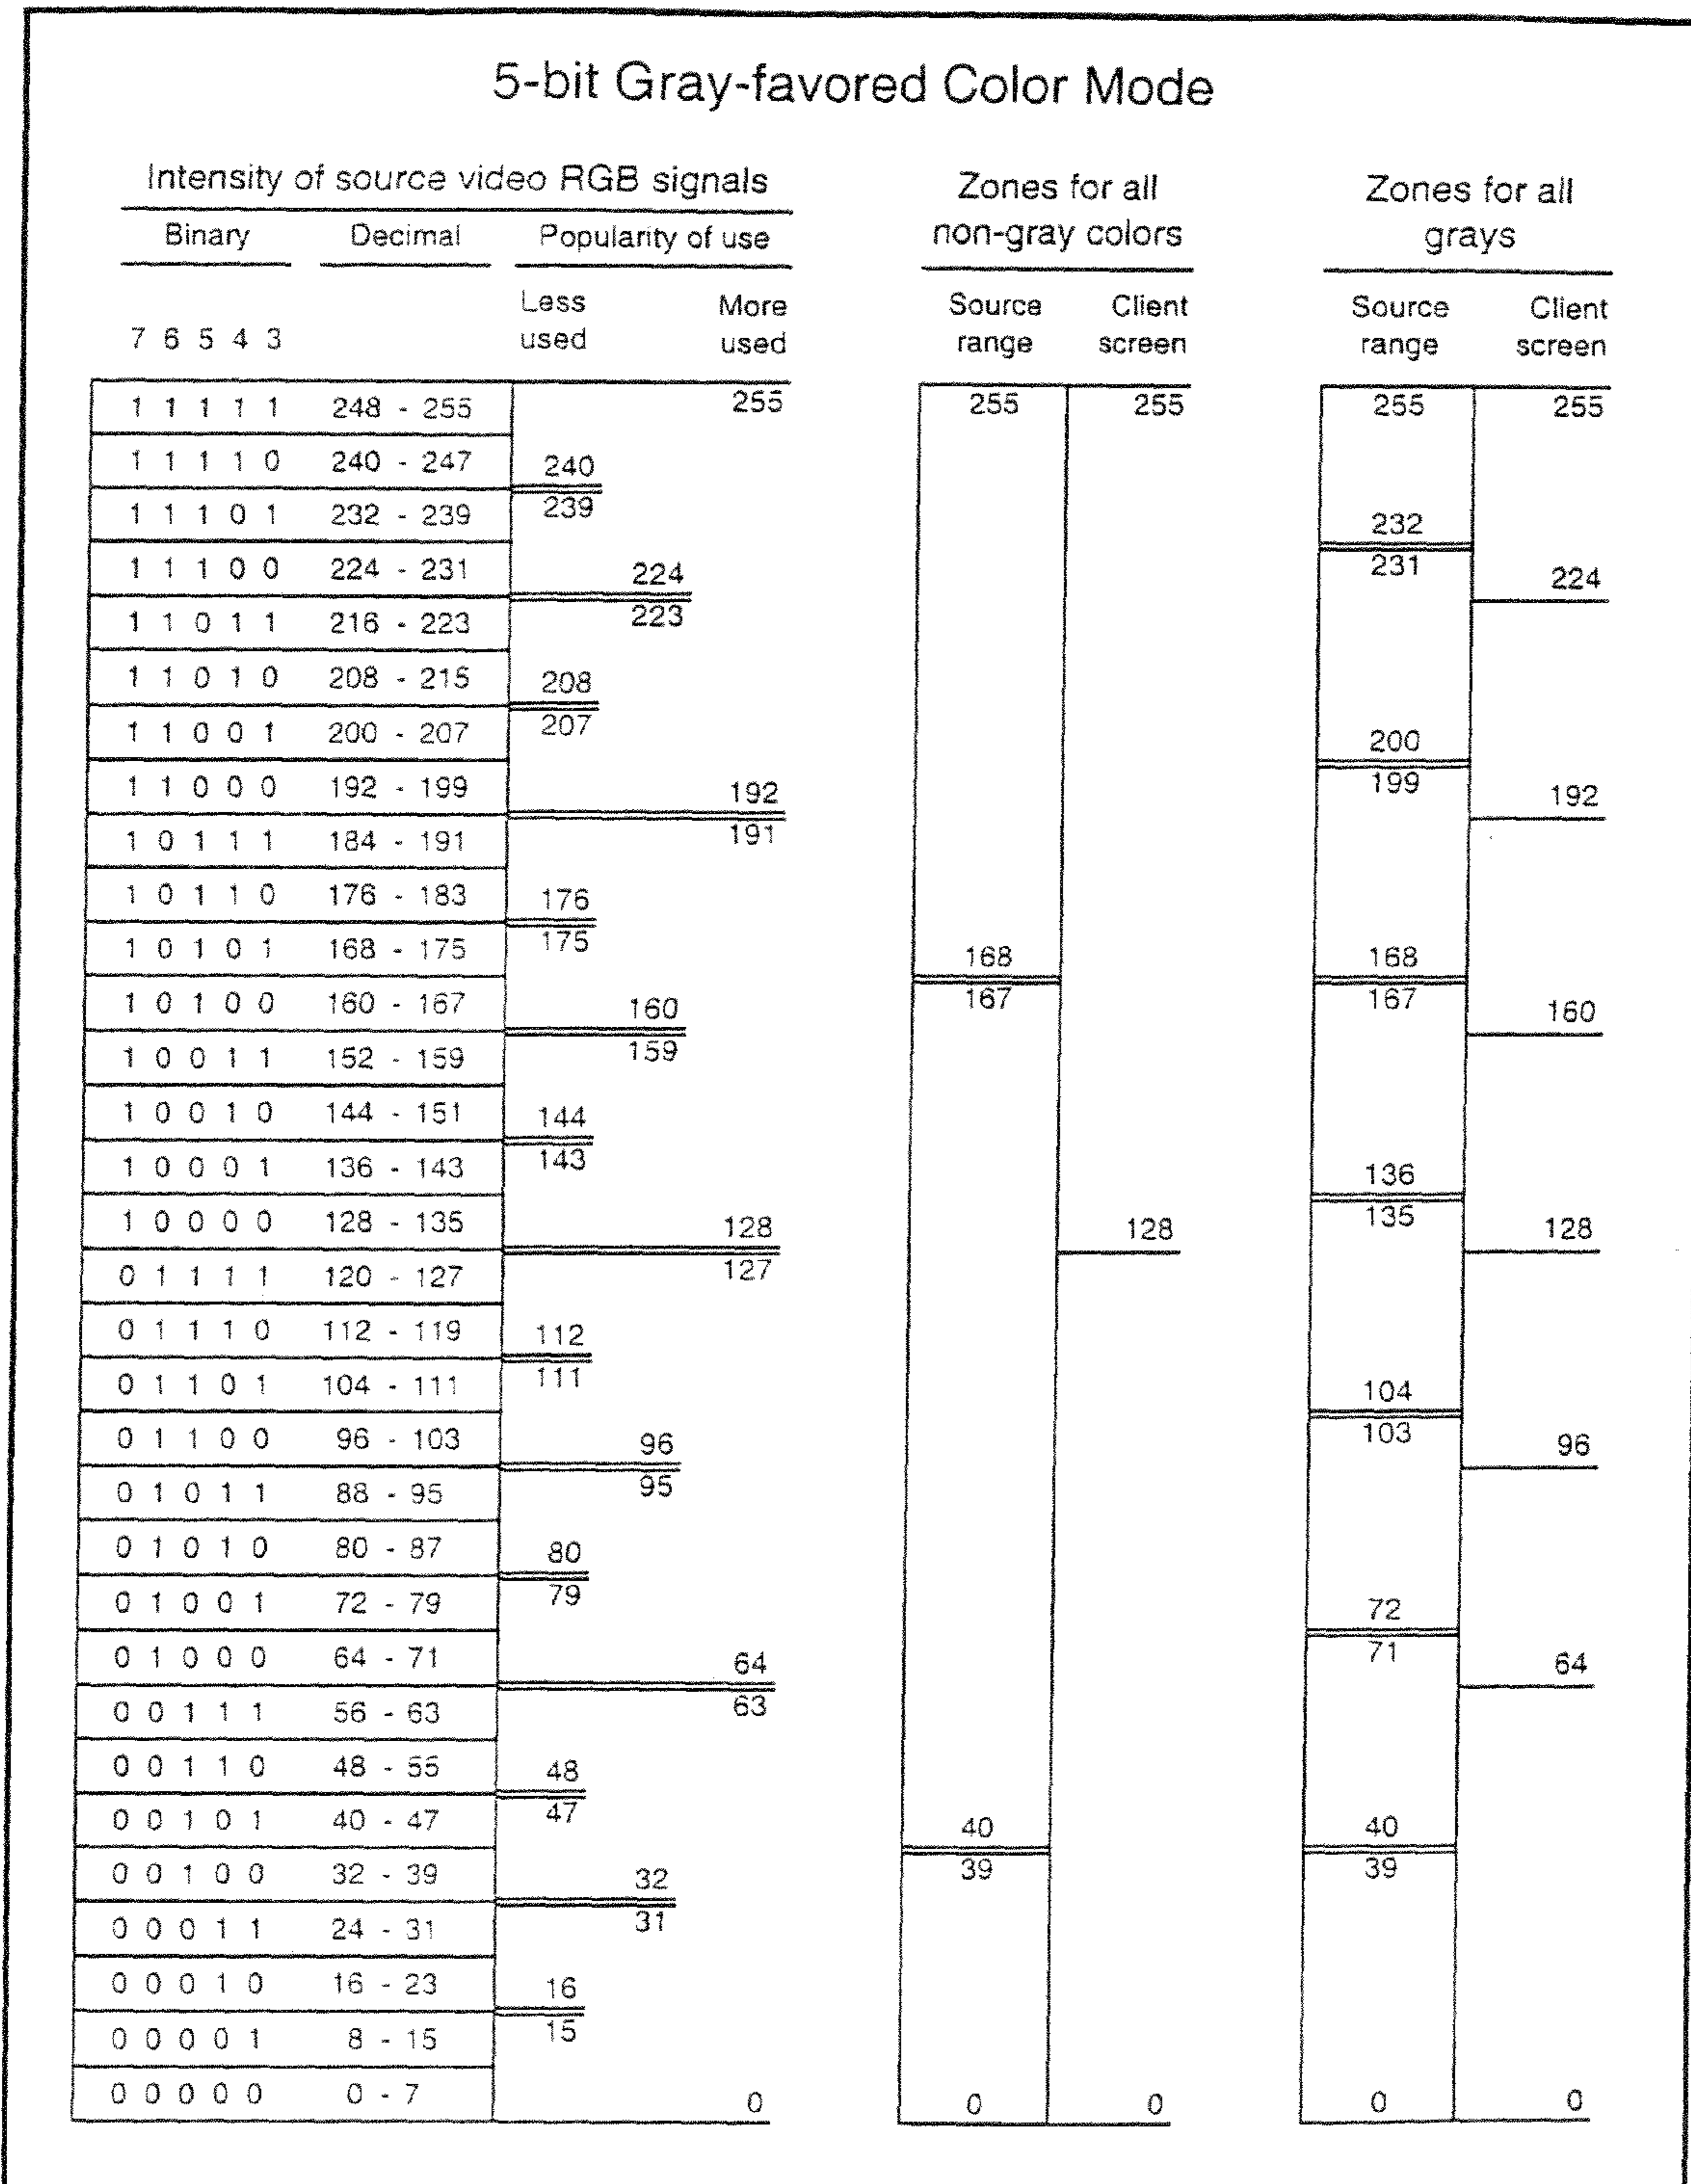 5-bit Gray-favored Color Mode
Intensity of source video RGB signals
Binary Decimal Popularity of use
7 6 5 4 3
Less used
More used
Zones for all non-gray colors
Source range
Client screen
Zones for all grays
Source range
Client screen
1 1 1 1 1 248 - 255 255 255 255 255 255
1 1 1 1 0 240 - 247 240
1 1 1 0 1 232 - 239 239 232
1 1 1 0 0 224 - 231 224 231 224
1 1 0 1 1 216 - 223 223
1 1 0 1 0 208 - 215 208
1 1 0 0 1 200 - 207 207 200
1 1 0 0 0 192 - 199 192 199 192
1 0 1 1 1 184 - 191 191
1 0 1 1 0 176 - 183 176
1 0 1 0 1 168 - 175 175 168 168
1 0 1 0 0 160 - 167 160 167 167 160
1 0 0 1 1 152 - 159 159
1 0 0 1 0 144 - 151 144
1 0 0 0 1 136 - 143 143 136
1 0 0 0 0 128 - 135 128 128 135 128
0 1 1 1 1 120 - 127 127
0 1 1 1 0 112 - 119 112
0 1 1 0 1 104 - 111 111 104
0 1 1 0 0 96 - 103 96 103 96
0 1 0 1 1 88 - 95 95
0 1 0 1 0 80 - 87 80
0 1 0 0 1 72 - 79 79 72
0 1 0 0 0 64 - 71 64 71 64
0 0 1 1 1 56 - 63 63
0 0 1 1 0 48 - 55 48
0 0 1 0 1 40 - 47 47 40 40
0 0 1 0 0 32 - 39 32 39 39
0 0 0 1 1 24 - 31 31
0 0 0 1 0 16 - 23 16
0 0 0 0 1 8 - 15 15
0 0 0 0 0 0 - 7 0 0 0 0 0